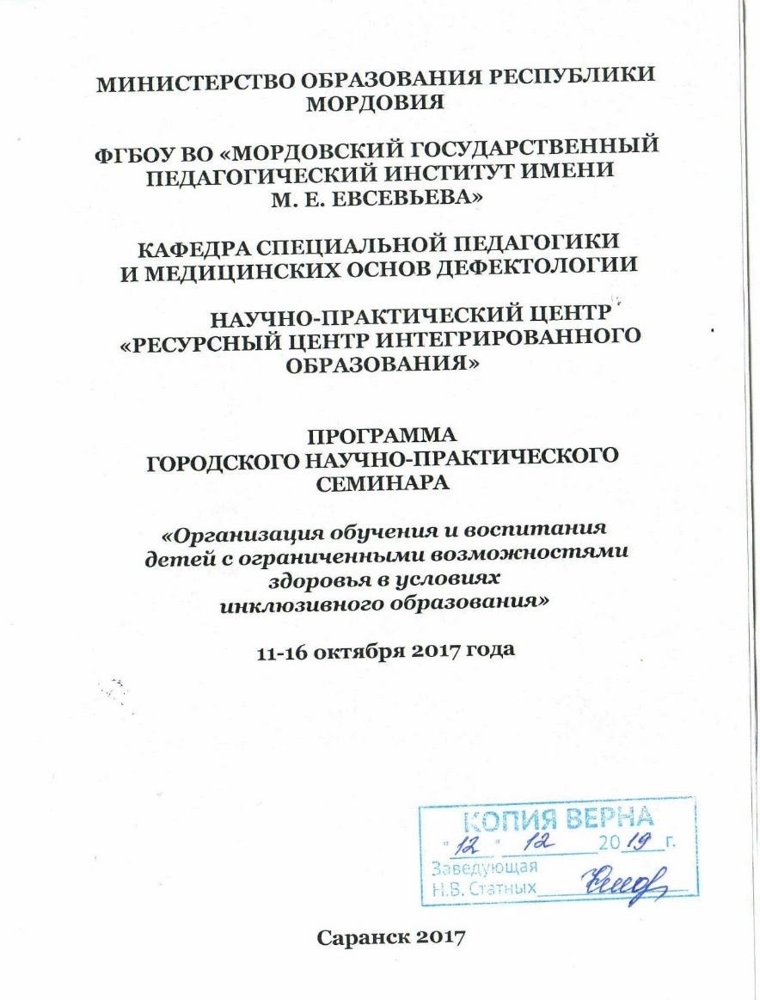 МИНИСТЕРСТВО ОБРАЗОВАНИЯ РЕСПУБЛИКИ
МОРДОВИЯ
ФГБОУ ВО «МОРДОВСКИЙ ГОСУДАРСТВЕННЫЙ
ПЕДАГОГИЧЕСКИЙ ИНСТИТУТ ИМЕНИ
М. Е. ЕВСЕВЬЕВА»
КАФЕДРА СПЕЦИАЛЬНОЙ ПЕДАГОГИКИ
И МЕДИЦИНСКИХ ОСНОВ ДЕФЕКТОЛОГИИ
НАУЧНО-ПРАКТИЧЕСКИЙ ЦЕНТР
«РЕСУРСНЫЙ ЦЕНТР ИНТЕГРИРОВАННОГО
ОБРАЗОВАНИЯ»
ПРОГРАММА
ГОРОДСКОГО НАУЧНО-ПРАКТИЧЕСКОГО
СЕМИНАРА
«Организация обучения и воспитания
детей с ограниченными возможностями
здоровья в условиях
инклюзивного образования»
11-16 октября 2017 года
КОПИЯ ВЕРНА
"12" 12 2019 г.
Заведующая
Н.В. Статных
Саранск 2017